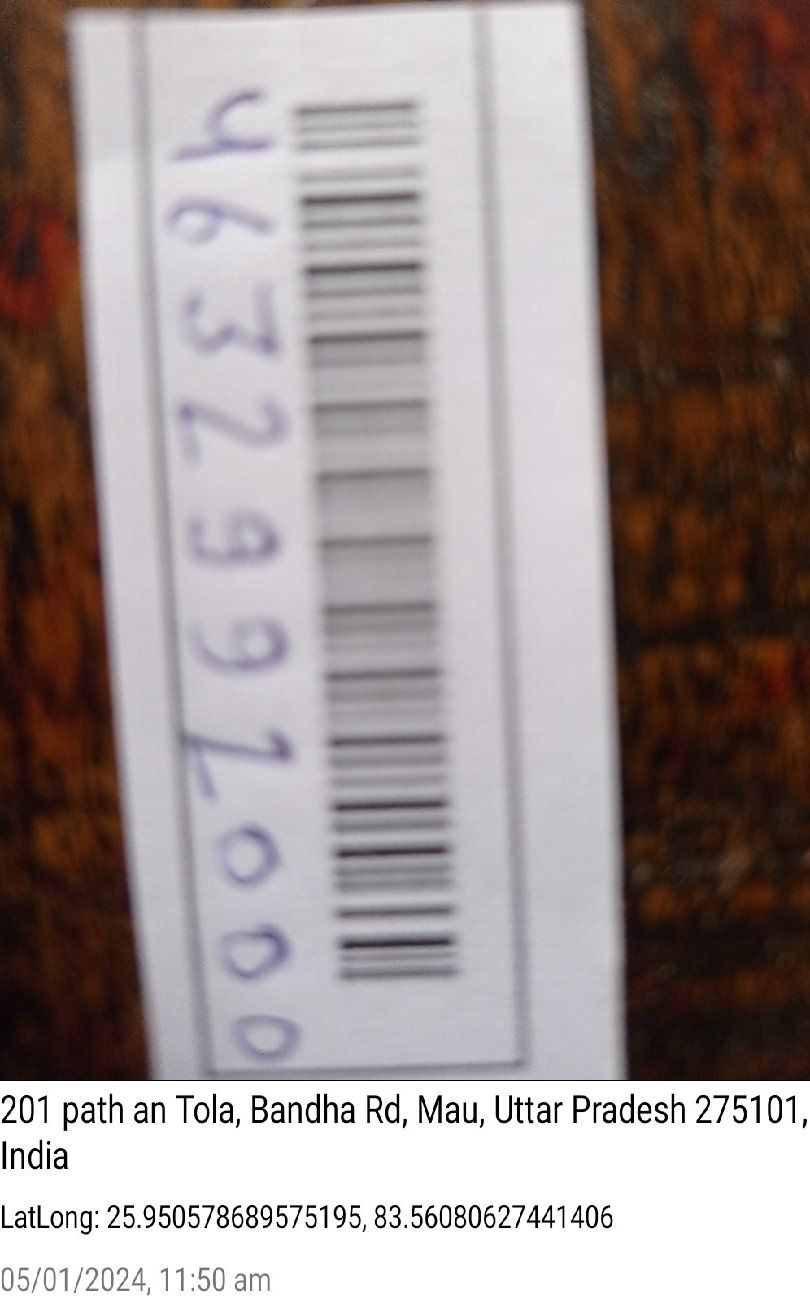 4632991000
201 path an Tola, Bandha Rd, Mau, Uttar Pradesh 275101,
India
LatLong: 25.950578689575195, 83.56080627441406
05/01/2024, 11:50 am